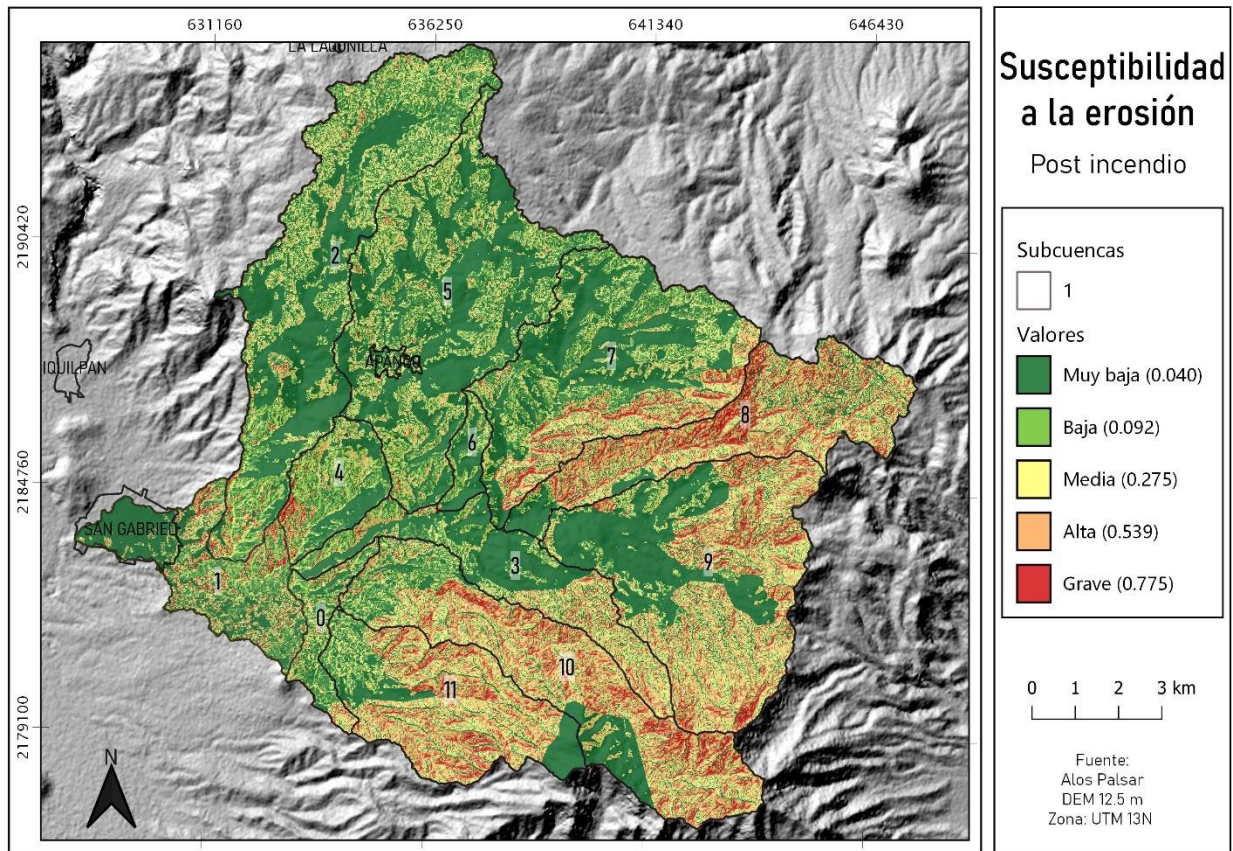 631160
636250
641340
646430
LA LAGUNILLA
2190420
2
5
7
IQUILPAN
APANGO
8
6
4
2184760
SAN GABRIEL
3
9
1
0
10
11
2179100
N
Susceptibilidad
a la erosión
Post incendio
Subcuencas
1
Valores
Muy baja (0.040)
Baja (0.092)
Media (0.275)
Alta (0.539)
Grave (0.775)
0 1 2 3 km
Fuente:
Alos Palsar
DEM 12.5 m
Zona: UTM 13N